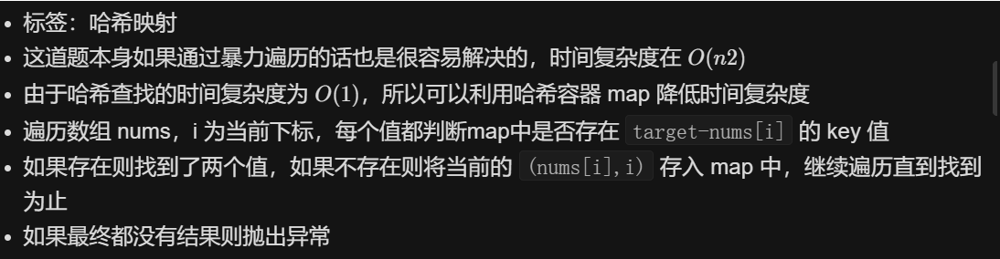 • 标签：哈希映射
• 这道题本身如果通过暴力遍历的话也是很容易解决的，时间复杂度在 O(n2)
• 由于哈希查找的时间复杂度为 O(1)，所以可以利用哈希容器 map 降低时间复杂度
• 遍历数组 nums，i 为当前下标，每个值都判断map中是否存在 target-nums[i] 的 key 值
• 如果存在则找到了两个值，如果不存在则将当前的 (nums[i],i) 存入 map 中，继续遍历直到找到
为止
• 如果最终都没有结果则抛出异常